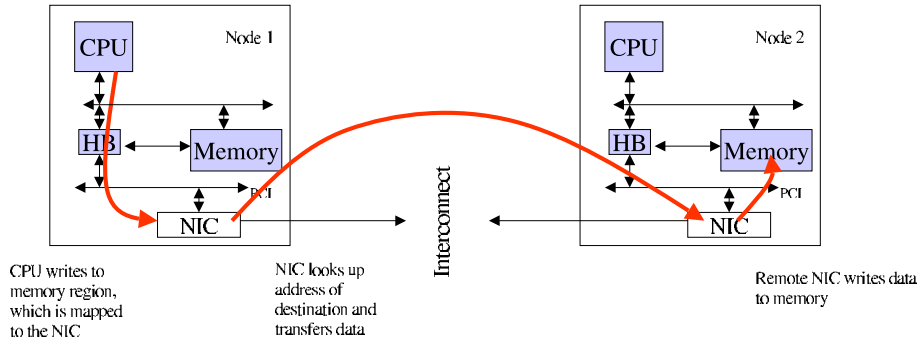 Node 1
CPU
HB
Memory
PCI
NIC
Interconnect
Node 2
CPU
HB
Memory
PCI
NIC
CPU writes to
memory region,
which is mapped
to the NIC
NIC looks up
address of
destination and
transfers data
Remote NIC writes data
to memory